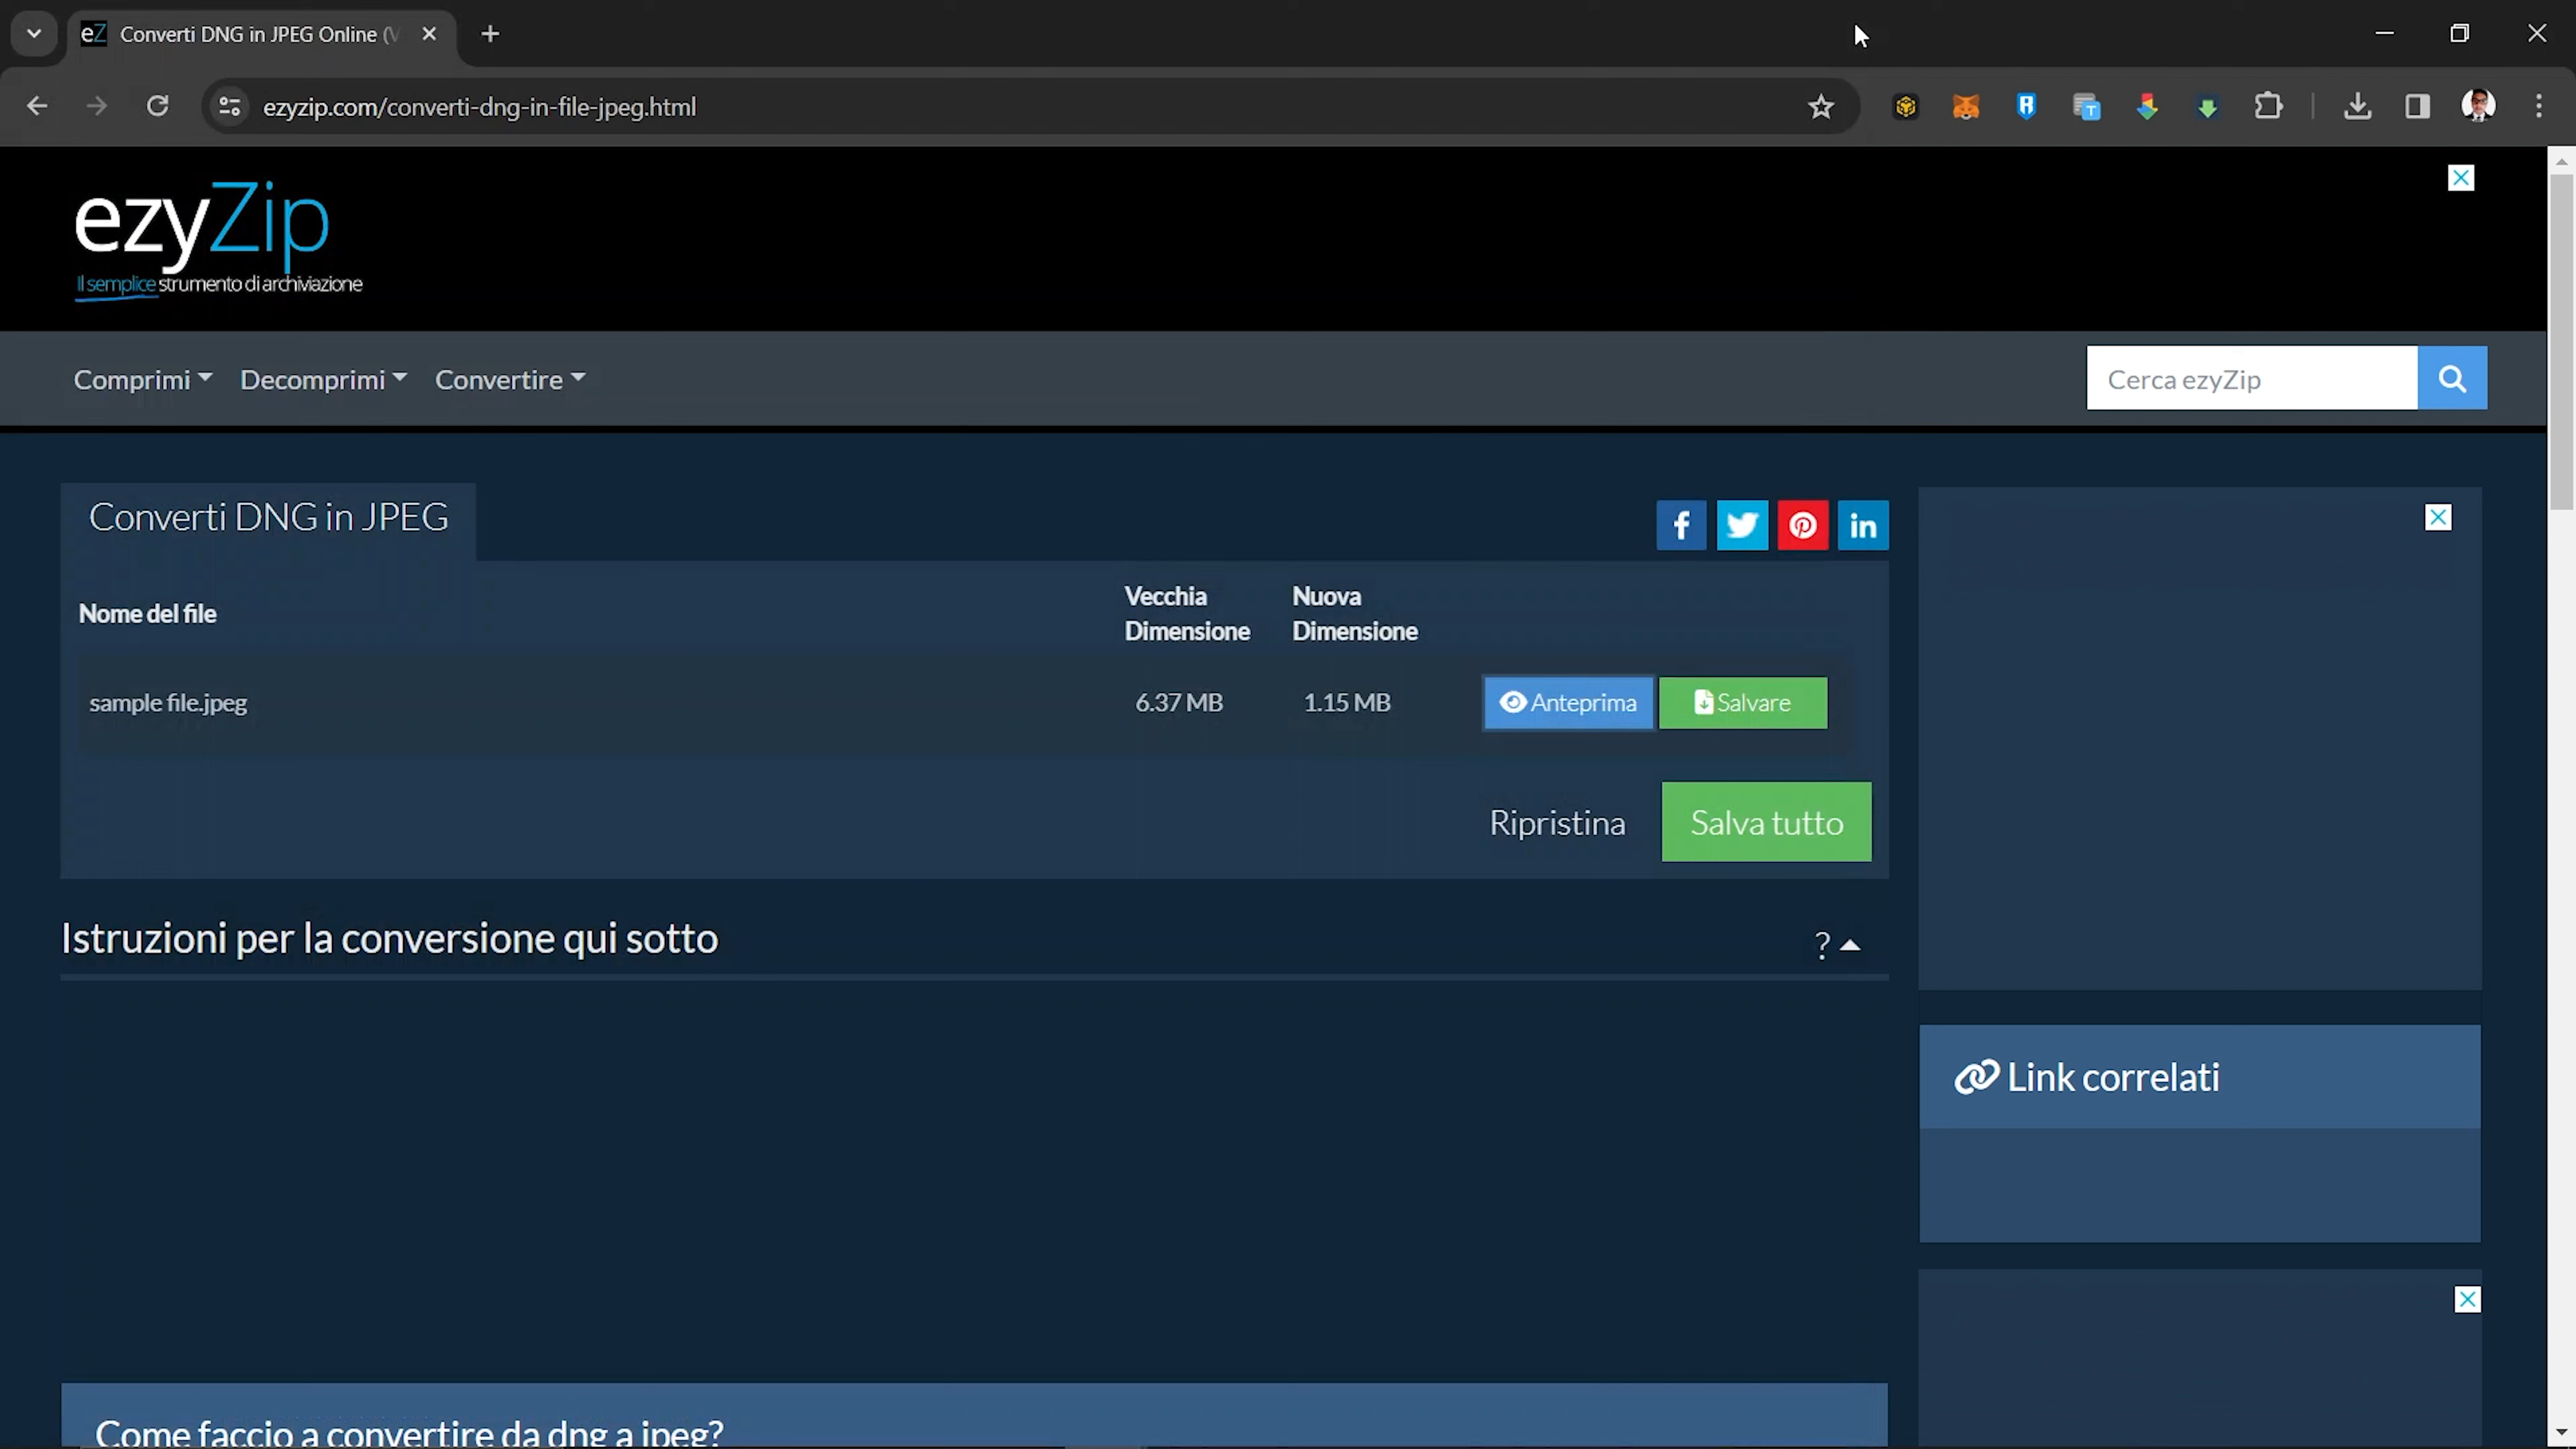 eZ Converti DNG in JPEG Online (V
ezyzip.com/converti-dng-in-file-jpeg.html
ezyZip
Il semplice strumento di archiviazione
Comprimi Decomprimi Convertire
Cerca ezyZip
Converti DNG in JPEG
Nome del file
Vecchia Dimensione
Nuova Dimensione
sample file.jpeg 6.37 MB 1.15 MB Anteprima Salvare
Ripristina Salva tutto
Istruzioni per la conversione qui sotto ?
Link correlati
Come faccio a convertire da dng a jpeg?